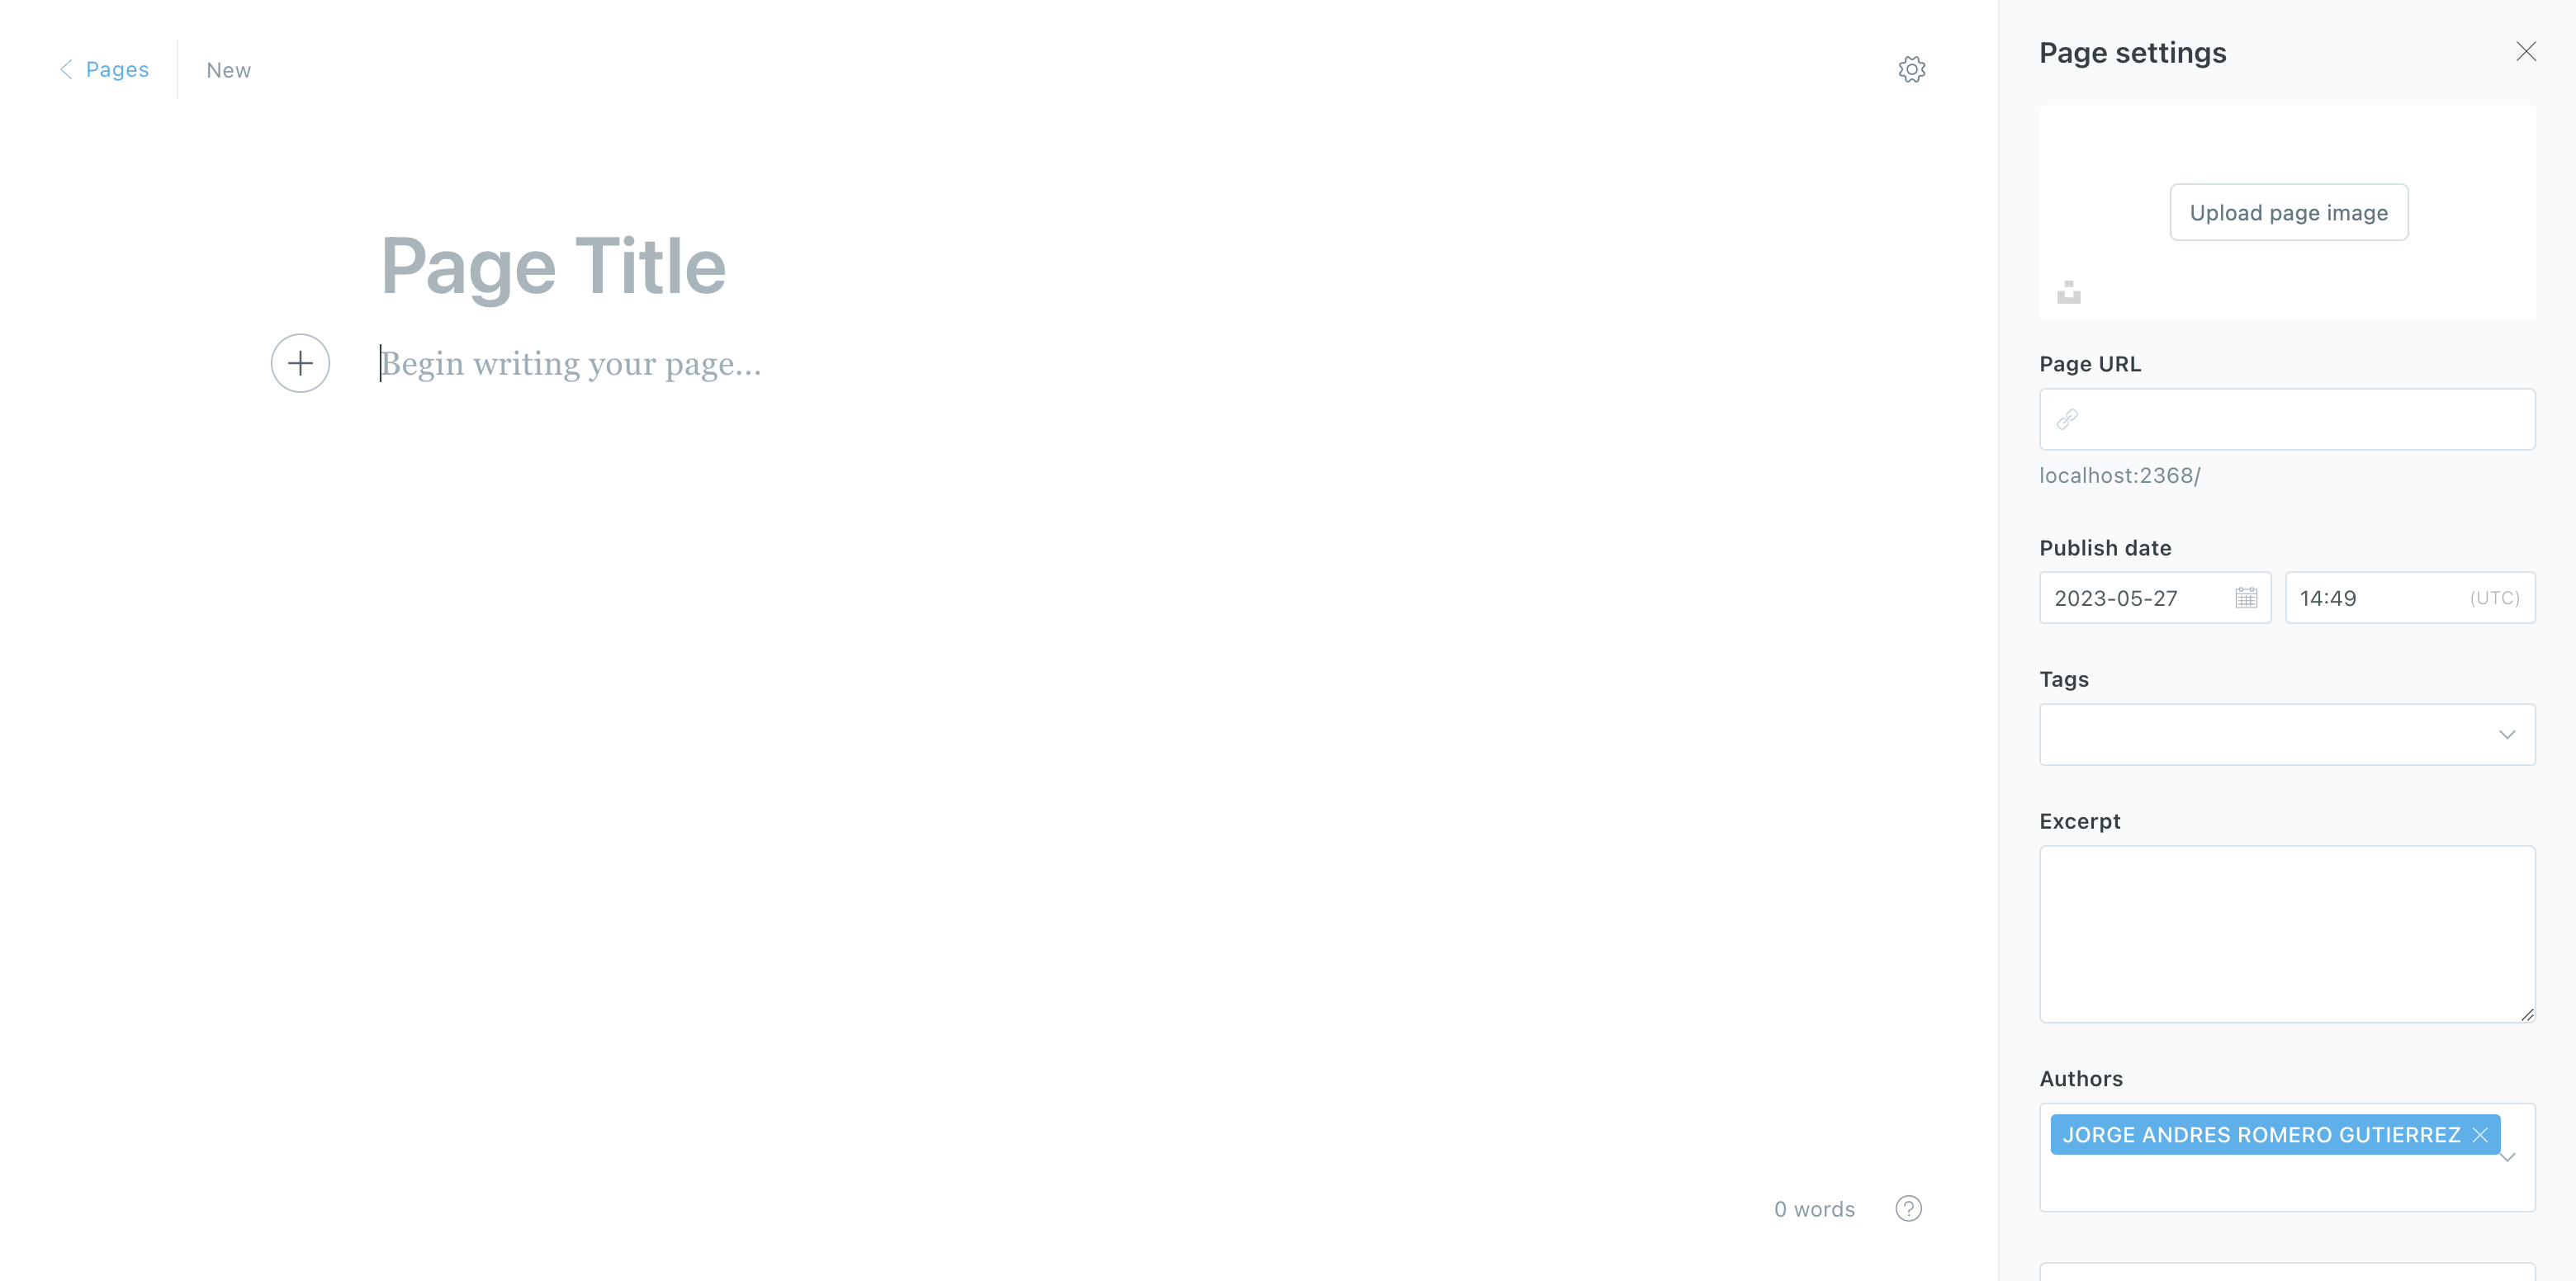 Pages
New
Page Title
Begin writing your page...
0 words
?
Page settings
Upload page image
Page URL
localhost:2368/
Publish date
2023-05-27
14:49 (UTC)
Tags
Excerpt
Authors
JORGE ANDRES ROMERO GUTIERREZ